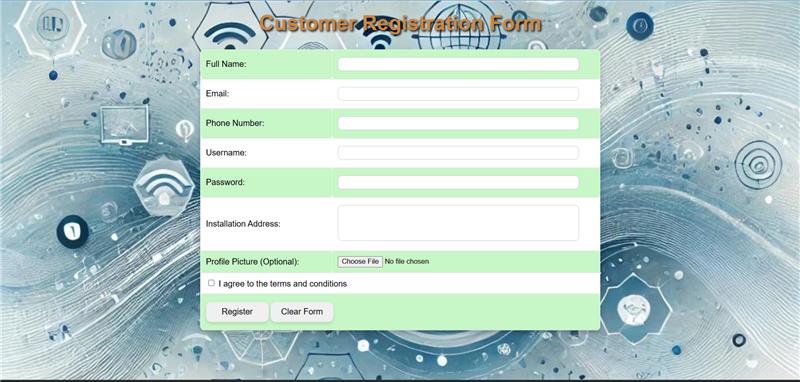 Customer Registration Form
Full Name:
Email:
Phone Number:
Username:
Password:
Installation Address:
Profile Picture (Optional): Choose File No file chosen
I agree to the terms and conditions
Register Clear Form